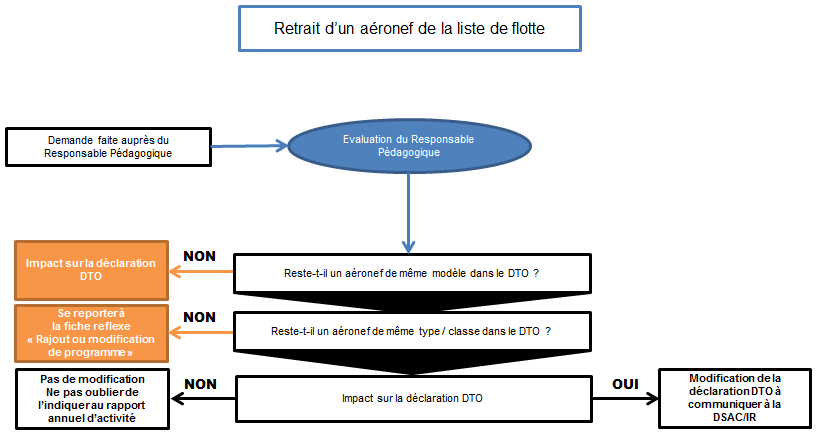 Retrait d'un aéronef de la liste de flotte
Demande faite auprès du
Responsable Pédagogique
Evaluation du Responsable
Pédagogique
NON
Impact sur la déclaration
DTO
Reste-t-il un aéronef de même modèle dans le DTO ?
NON
Se reporter à
la fiche reflexe
« Rajout ou modification
de programme »
Reste-t-il un aéronef de même type / classe dans le DTO ?
Pas de modification
Ne pas oublier de
l'indiquer au rapport
annuel d'activité
NON
Impact sur la déclaration DTO
OUI
Modification de la
déclaration DTO à
communiquer à la
DSAC/IR